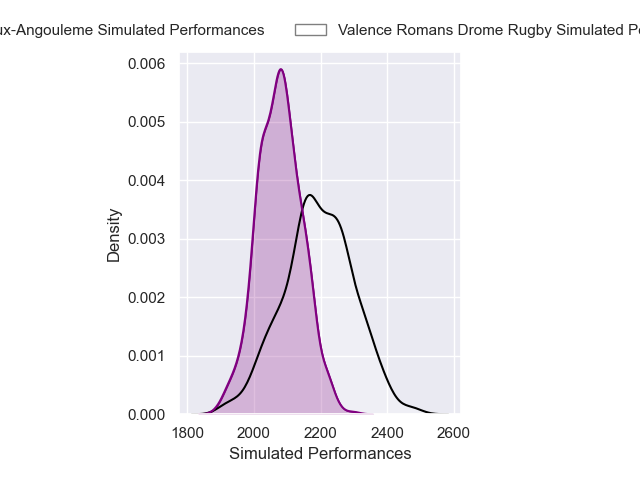 ux-Angouleme Simulated Performances Valence Romans Drome Rugby Simulated Pe
0.006
0.005
0.004
0.003
0.002
0.001
0.000
Density
1800 2000 2200 2400 2600
Simulated Performances